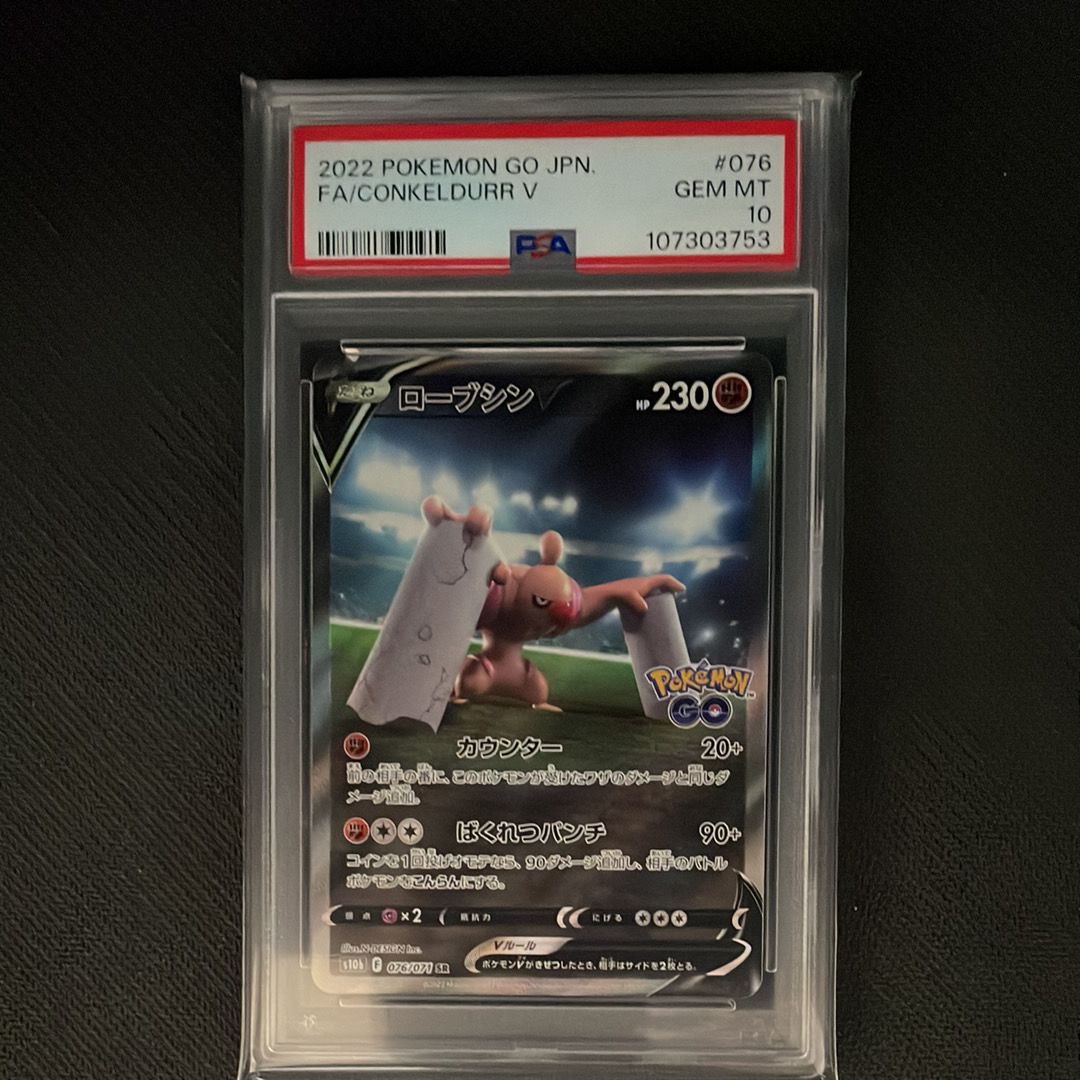 2022 POKEMON GO JPN. #076
FA/CONKELDURR V GEM MT
10
PSA 107303753
たね ローブシン HP 230
POKéMON
GO
カウンター 20+
前の相手の番に、このポケモンが受けたワザのダメージと同じダ
メージ追加。
ばくれつパンチ 90+
コインを1回投げオモテなら、90ダメージ追加し、相手のバトル
ポケモンをこんらんにする。
弱点 ×2 抵抗力 にげる
Illus.N-DESIGN Inc. Vルール
s10b F 076/071 SR ポケモンVがきぜつしたとき、相手はサイドを2枚とる。